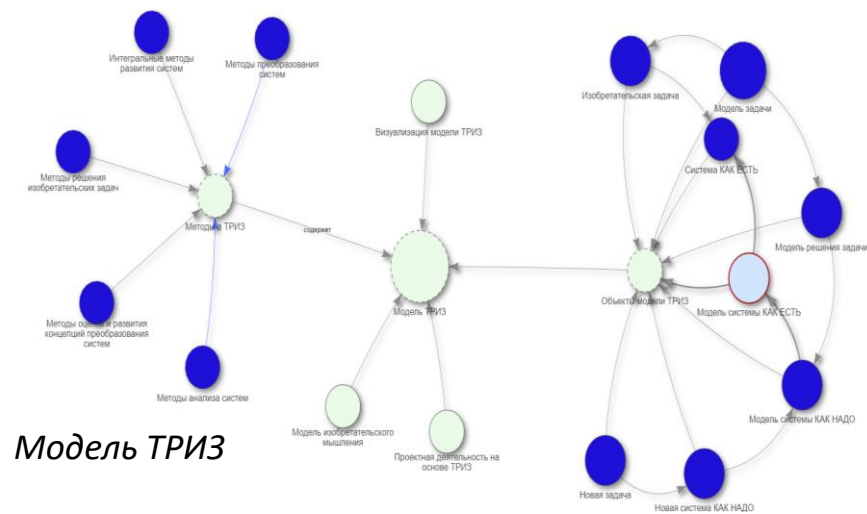 Интегральные методы
развития систем
Методы преобразования
систем
Изобретательская задача
Модель задачи
Визуализация модели ТРИЗ
Система КАК ЕСТЬ
Методы решения
изобретательских задач
Методы в ТРИЗ
содержит
Модель решения задачи
Объекты модели ТРИЗ
Модель системы КАК ЕСТЬ
Модель ТРИЗ
Методы оценки и развития
концепций преобразования
систем
Методы анализа систем
Модель изобретательского
мышления
Проектная деятельность на
основе ТРИЗ
Модель системы КАК НАДО
Новая задача
Новая система КАК НАДО
Модель ТРИЗ